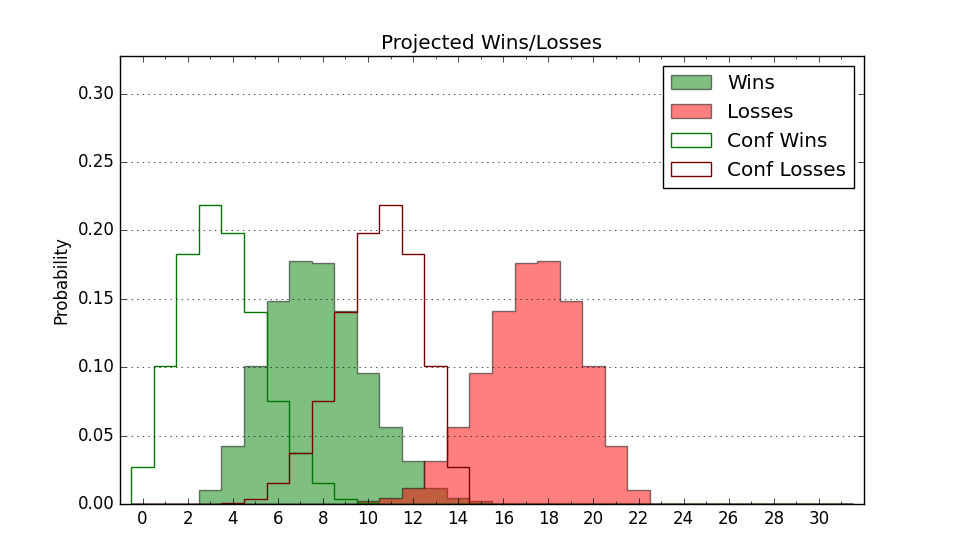 Projected Wins/Losses
Wins
Losses
Conf Wins
Conf Losses
Probability
0.30
0.25
0.20
0.15
0.10
0.05
0.00
0 2 4 6 8 10 12 14 16 18 20 22 24 26 28 30